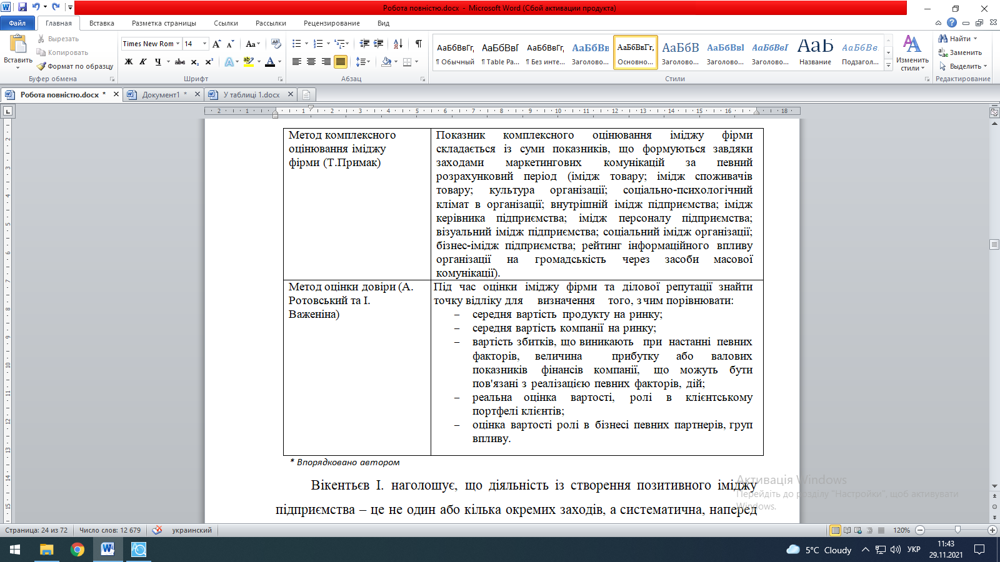 Робота повністю.docx - Microsoft Word (Сбой активации продукта)
Файл Главная Вставка Разметка страницы Ссылки Рассылки Рецензирование Вид
Вставить
Вырезать
Копировать
Формат по образцу
Буфер обмена
Times New Rom 14
Ж К Ч abc x₂ x²
Шрифт
Абзац
АаБбВвГг, АаБбВвГ АаБбВвГг, АаБбВв АаБбВвГг, АаБбВ АаБбВвІ АаБбВвГ АаБ АаБбВв.
¶ Обычный ¶ Table Pa... ¶ Без инте... Заголово... Основно... Заголово... Заголово... Заголово... Название Подзагол...
Стили
Изменить стили
Найти
Заменить
Выделить
Редактирование
Робота повністю.docx * Документ1 * У таблиці 1.docx
Метод комплексного
оцінювання іміджу
фірми (Т.Примак)
Показник комплексного оцінювання іміджу фірми
складається із суми показників, що формуються завдяки
заходами маркетингових комунікацій за певний
розрахунковий період (імідж товару; імідж споживачів
товару; культура організації; соціально-психологічний
клімат в організації; внутрішній імідж підприємства; імідж
керівника підприємства; імідж персоналу підприємства;
візуальний імідж підприємства; соціальний імідж організації;
бізнес-імідж підприємства; рейтинг інформаційного впливу
організації на громадськість через засоби масової
комунікації).
Метод оцінки довіри (А.
Ротовський та І.
Важеніна)
Під час оцінки іміджу фірми та ділової репутації знайти
точку відліку для визначення того, з чим порівнювати:
– середня вартість продукту на ринку;
– середня вартість компанії на ринку;
– вартість збитків, що виникають при настанні певних
факторів, величина прибутку або валових
показників фінансів компанії, що можуть бути
пов'язані з реалізацією певних факторів, дій;
– реальна оцінка вартості, ролі в клієнтському
портфелі клієнтів;
– оцінка вартості ролі в бізнесі певних партнерів, груп
впливу.
* Впорядковано автором
Вікентьєв І. наголошує, що діяльність із створення позитивного іміджу
підприємства – це не один або кілька окремих заходів, а систематична, наперед
Активація Windows
Перейдіть до розділу "Настройки", щоб активувати
Windows.
Страница: 24 из 72 Число слов: 12 679 украинский 120%
5°C Cloudy УКР 11:43
29.11.2021